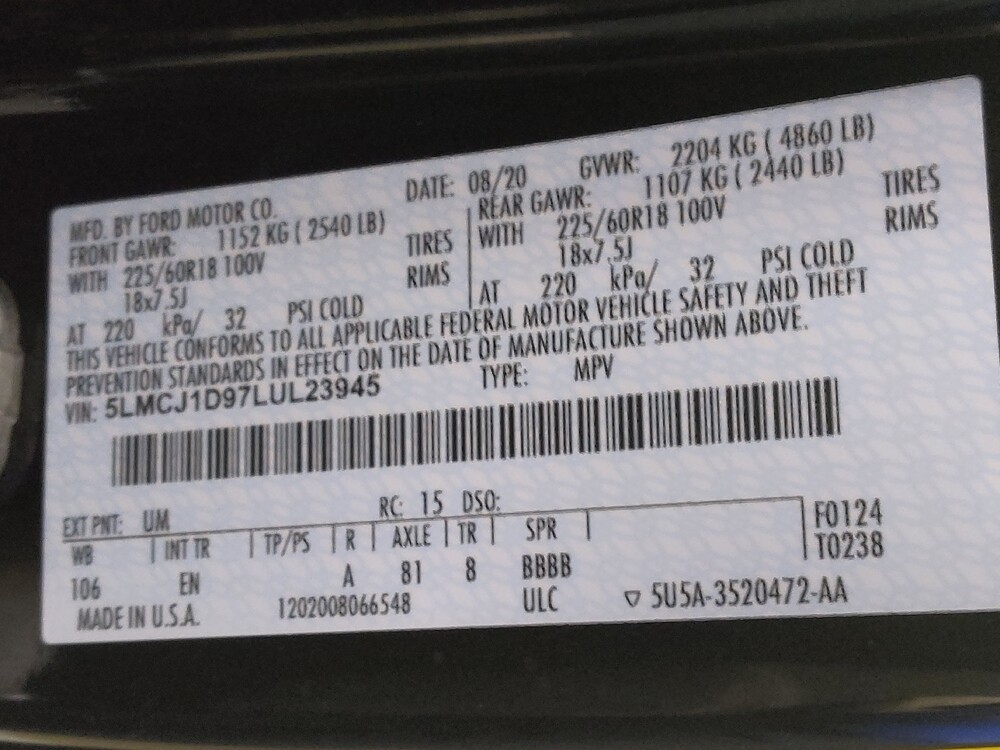 MFD. BY FORD MOTOR CO. DATE: 08/20 GVWR: 2204 KG ( 4860 LB)
FRONT GAWR: 1152 KG ( 2540 LB) REAR GAWR: 1107 KG ( 2440 LB)
WITH 225/60R18 100V TIRES WITH 225/60R18 100V TIRES
18x7.5J RIMS 18x7.5J RIMS
AT 220 kPa/ 32 PSI COLD AT 220 kPa/ 32 PSI COLD
THIS VEHICLE CONFORMS TO ALL APPLICABLE FEDERAL MOTOR VEHICLE SAFETY AND THEFT
PREVENTION STANDARDS IN EFFECT ON THE DATE OF MANUFACTURE SHOWN ABOVE.
VIN: 5LMCJ1D97LUL23945 TYPE: MPV
EXT PNT: UM RC: 15 DSO:
WB INT TR TP/PS R AXLE TR SPR F0124
106 EN A 81 8 BBBB T0238
MADE IN U.S.A. 1202008066548 ULC ▽ 5U5A-3520472-AA